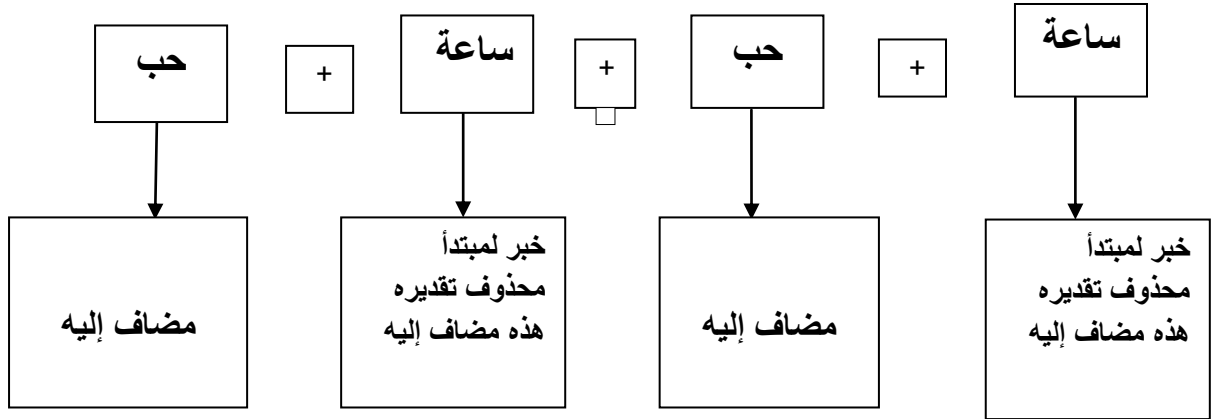 ساعة + حب + ساعة + حب
خبر لمبتدأ
محذوف تقديره
هذه مضاف إليه
مضاف إليه
خبر لمبتدأ
محذوف تقديره
هذه مضاف إليه
مضاف إليه